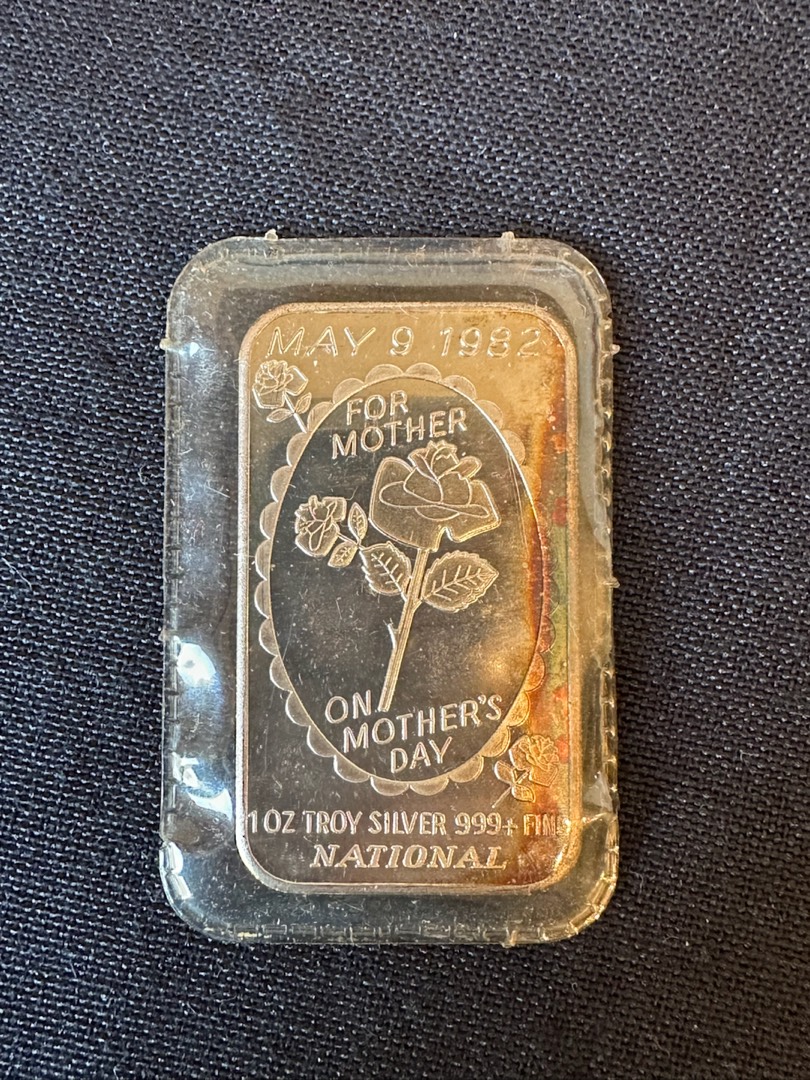 MAY 9 1982
FOR
MOTHER
ON
MOTHER'S
DAY
1 OZ TROY SILVER 999+ FINE
NATIONAL